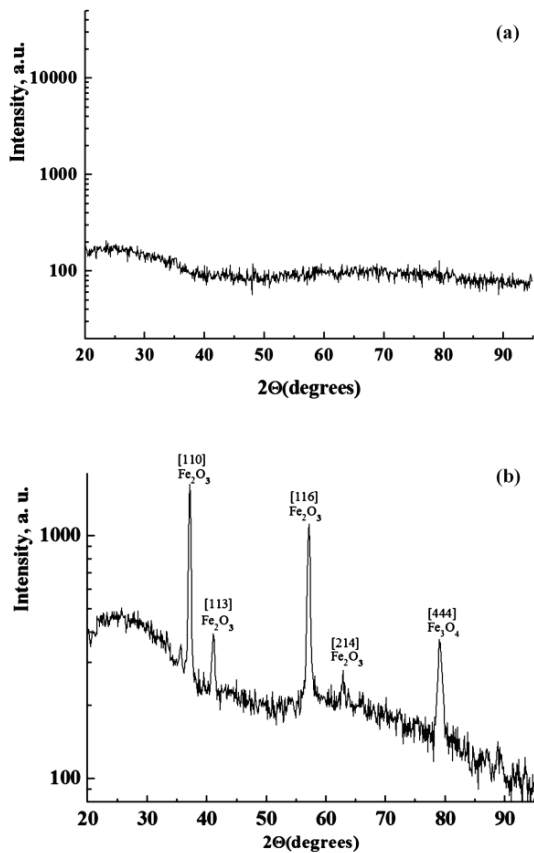 (a)
Intensity, a.u.
10000
1000
100
20 30 40 50 60 70 80 90
2Θ(degrees)
(b)
Intensity, a. u.
[110]
Fe₂O₃
[116]
Fe₂O₃
1000
[113]
Fe₂O₃
[444]
Fe₃O₄
[214]
Fe₂O₃
100
20 30 40 50 60 70 80 90
2Θ(degrees)